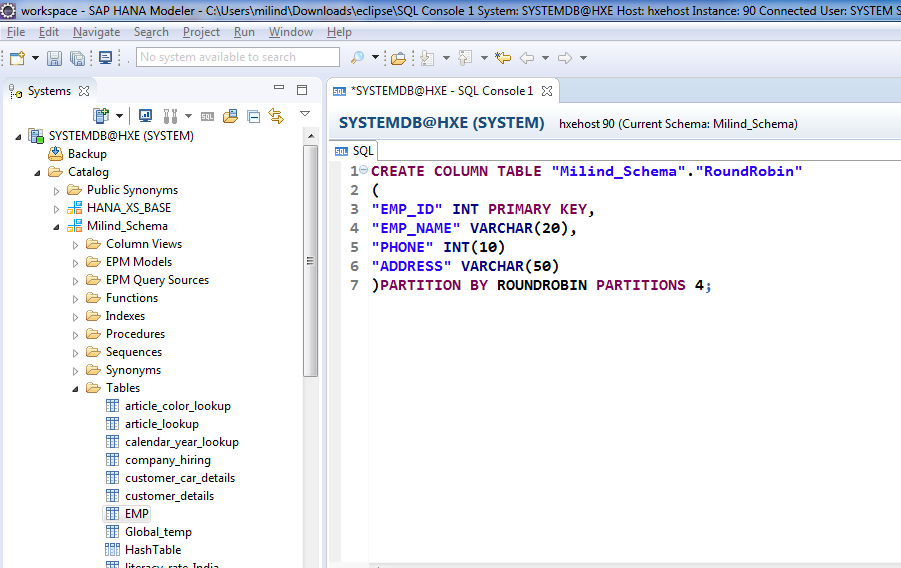 workspace - SAP HANA Modeler - C:\Users\milind\Downloads\eclipse\SQL Console 1 System: SYSTEMDB@HXE Host: hxehost Instance: 90 Connected User: SYSTEM S
File Edit Navigate Search Project Run Window Help
No system available to search
Systems
*SYSTEMDB@HXE - SQL Console 1
SQL
SYSTEMDB@HXE (SYSTEM) hxehost 90 (Current Schema: Milind_Schema)
SQL
SYSTEMDB@HXE (SYSTEM)
Backup
Catalog
Public Synonyms
HANA_XS_BASE
Milind_Schema
Column Views
EPM Models
EPM Query Sources
Functions
Indexes
Procedures
Sequences
Synonyms
Tables
article_color_lookup
article_lookup
calendar_year_lookup
company_hiring
customer_car_details
customer_details
EMP
Global_temp
HashTable
literacy_rate_India
SQL SQL
1 CREATE COLUMN TABLE "Milind_Schema"."RoundRobin"
2 (
3 "EMP_ID" INT PRIMARY KEY,
4 "EMP_NAME" VARCHAR(20),
5 "PHONE" INT(10)
6 "ADDRESS" VARCHAR(50)
7 )PARTITION BY ROUNDROBIN PARTITIONS 4;